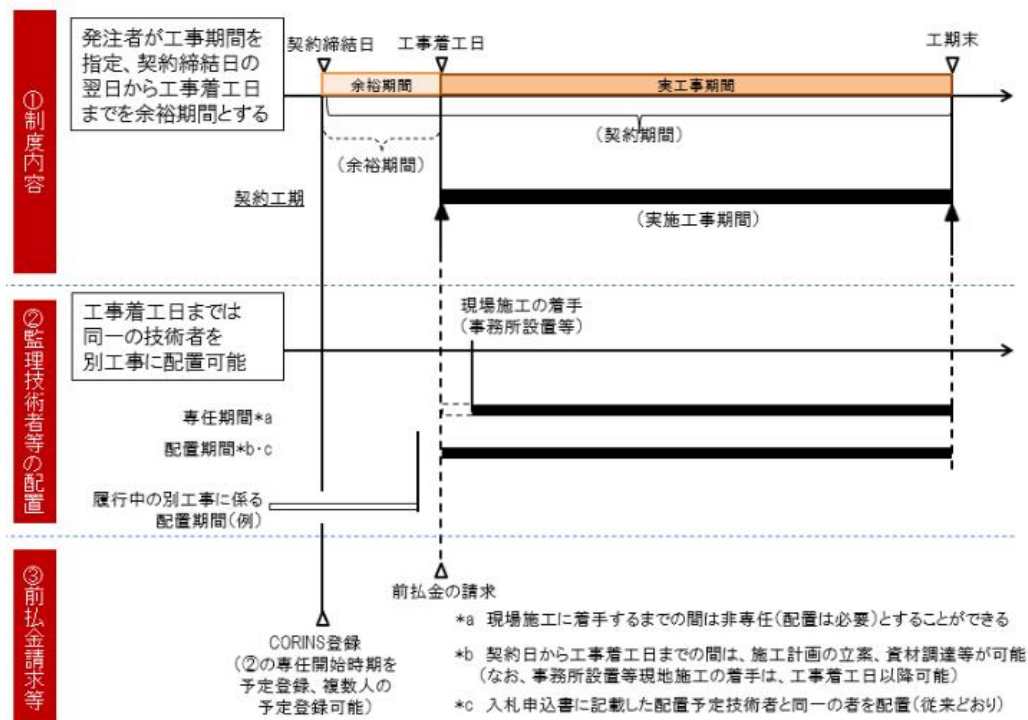 ①制度内容
発注者が工事期間を
指定、契約締結日の
翌日から工事着工日
までを余裕期間とする
契約締結日
工事着工日
工期末
余裕期間
実工事期間
(契約期間)
(余裕期間)
契約工期
(実施工事期間)
②監理技術者等の配置
工事着工日までは
同一の技術者を
別工事に配置可能
現場施工の着手
(事務所設置等)
専任期間*a
配置期間*b・c
履行中の別工事に係る
配置期間(例)
③前払金請求等
前払金の請求
CORINS登録
(②の専任開始時期を
予定登録、複数人の
予定登録可能)
*a 現場施工に着手するまでの間は非専任(配置は必要)とすることができる
*b 契約日から工事着工日までの間は、施工計画の立案、資材調達等が可能
(なお、事務所設置等現地施工の着手は、工事着工日以降可能)
*c 入札申込書に記載した配置予定技術者と同一の者を配置(従来どおり)